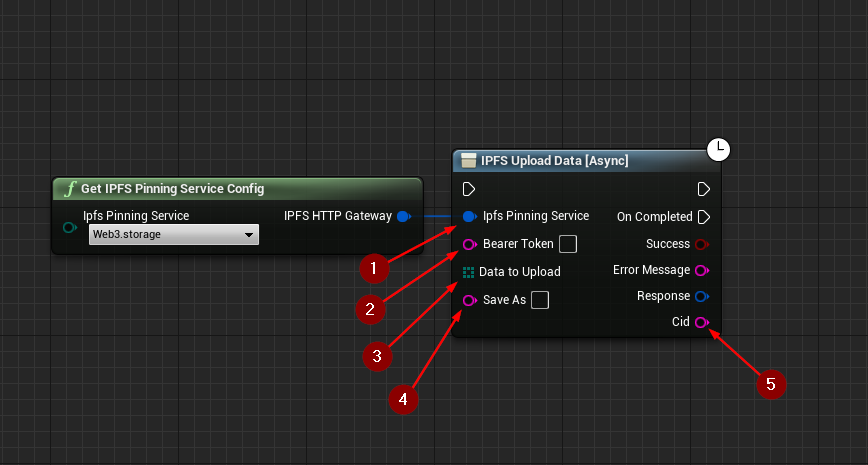 IPFS Upload Data [Async]
Get IPFS Pinning Service Config
Ipfs Pinning Service
IPFS HTTP Gateway
Web3.storage
Ipfs Pinning Service
On Completed
Bearer Token
Success
Data to Upload
Error Message
Save As
Response
Cid
1
2
3
4
5